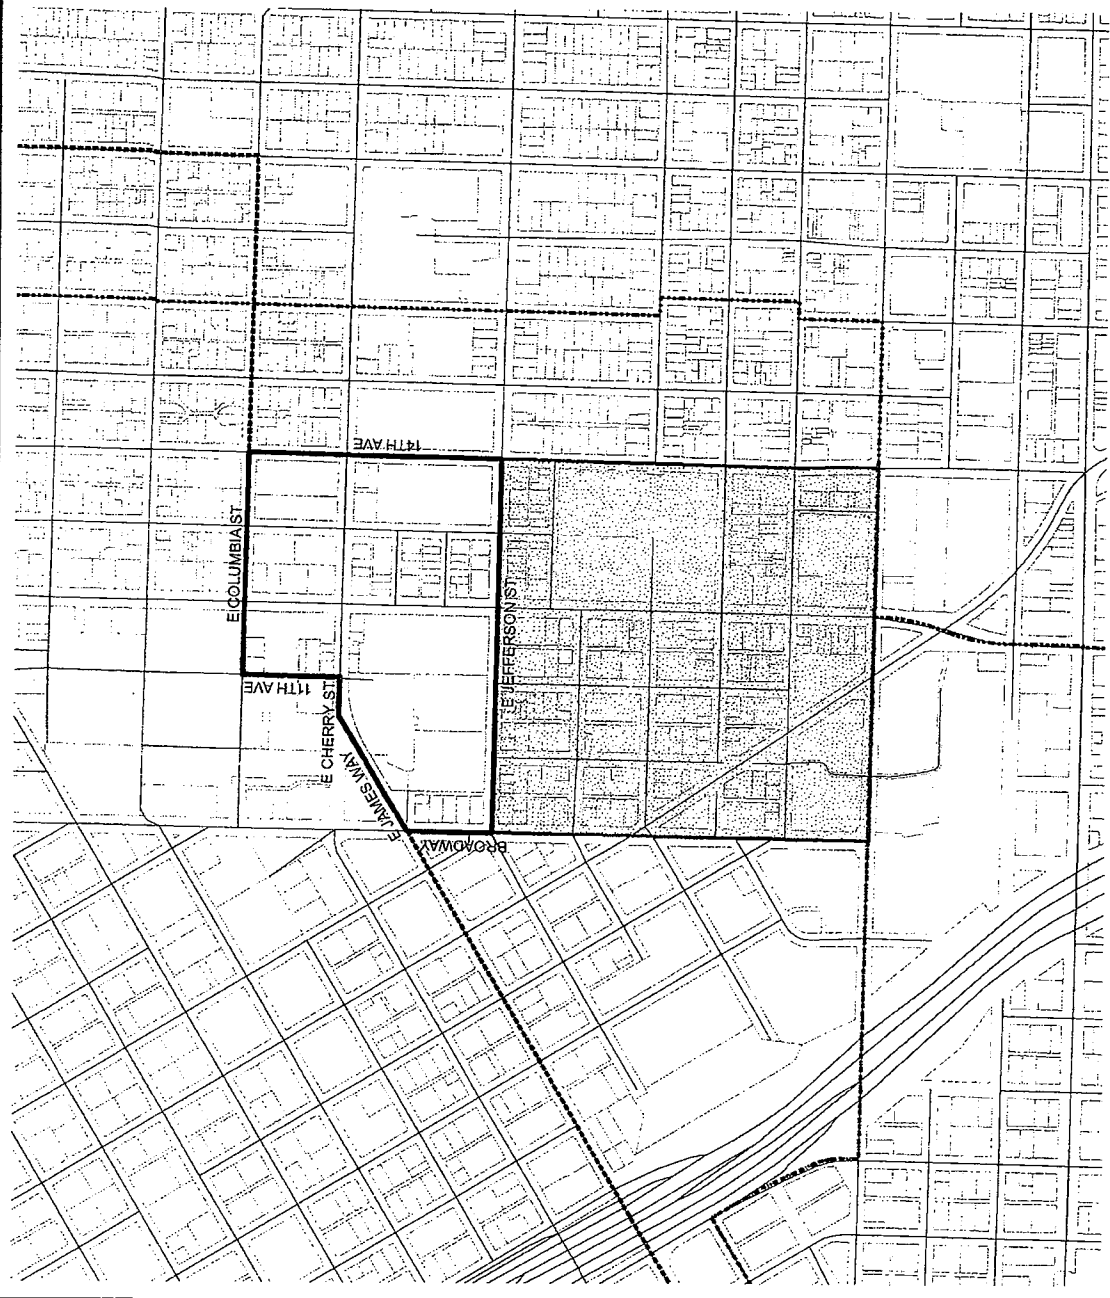 14TH AVE
E COLUMBIA ST
E JEFFERSON ST
11TH AVE
E CHERRY ST
E JAMES WAY
BROADWAY